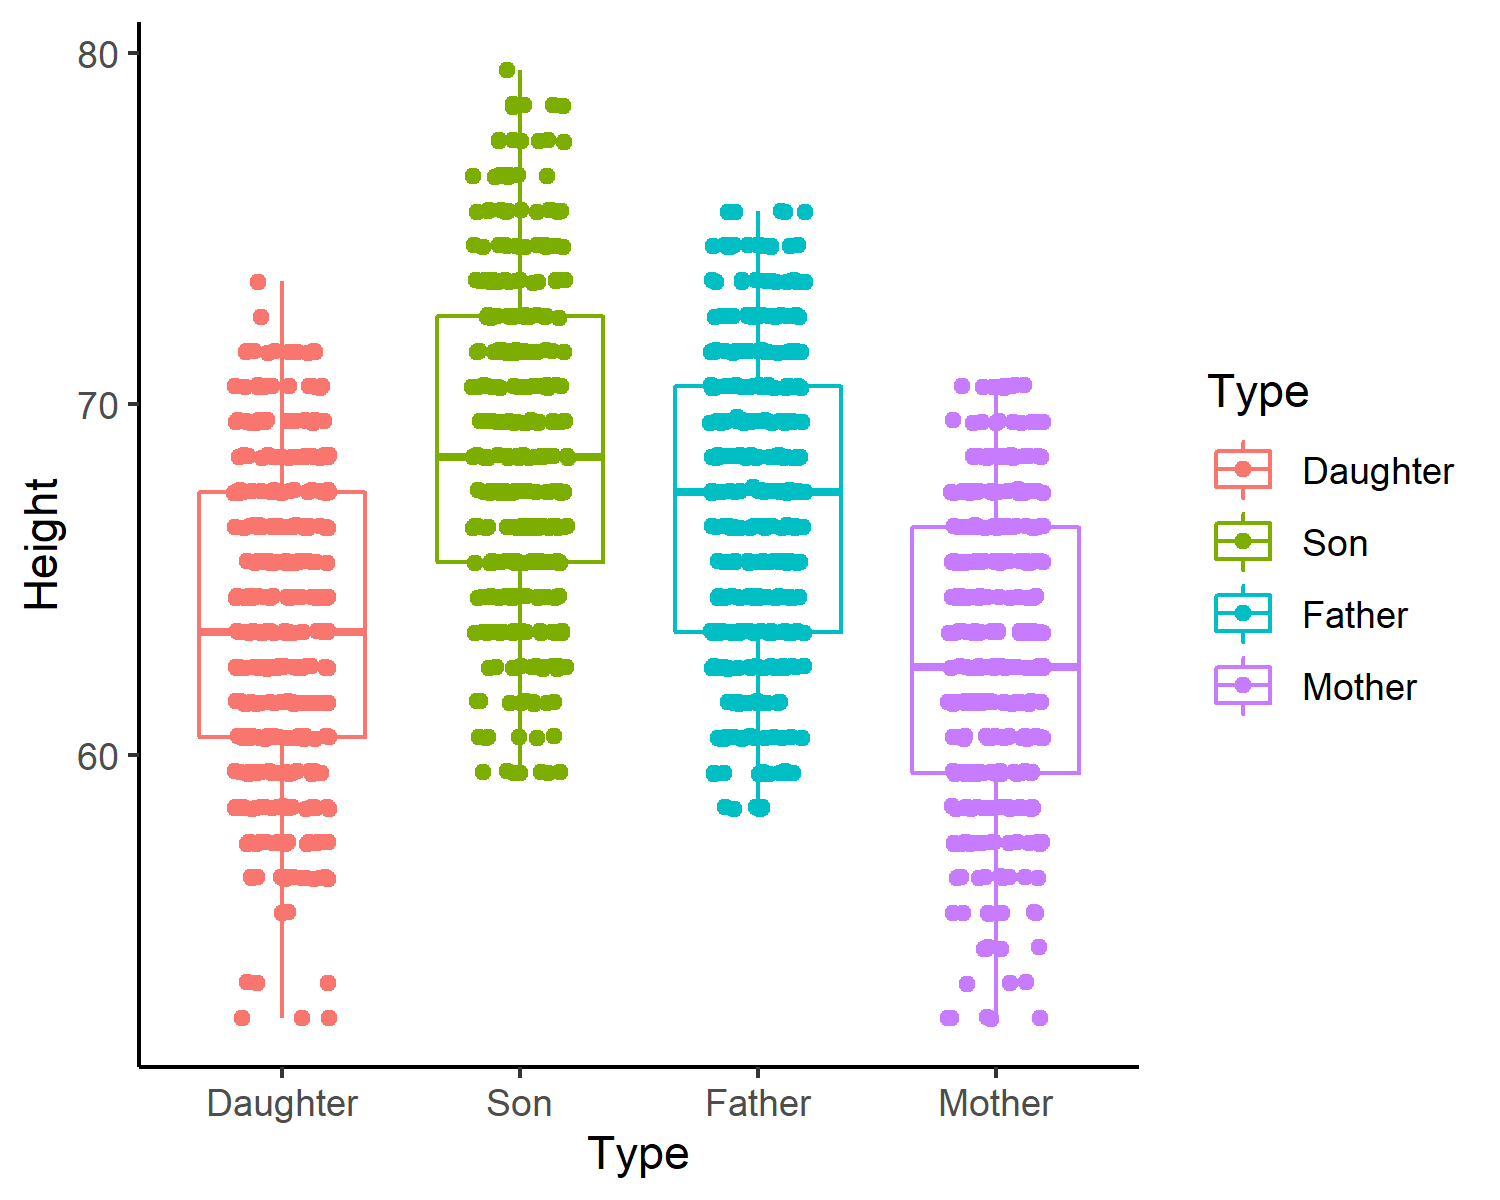 80
70
60
Height
Daughter
Son
Father
Mother
Type
Type
Daughter
Son
Father
Mother